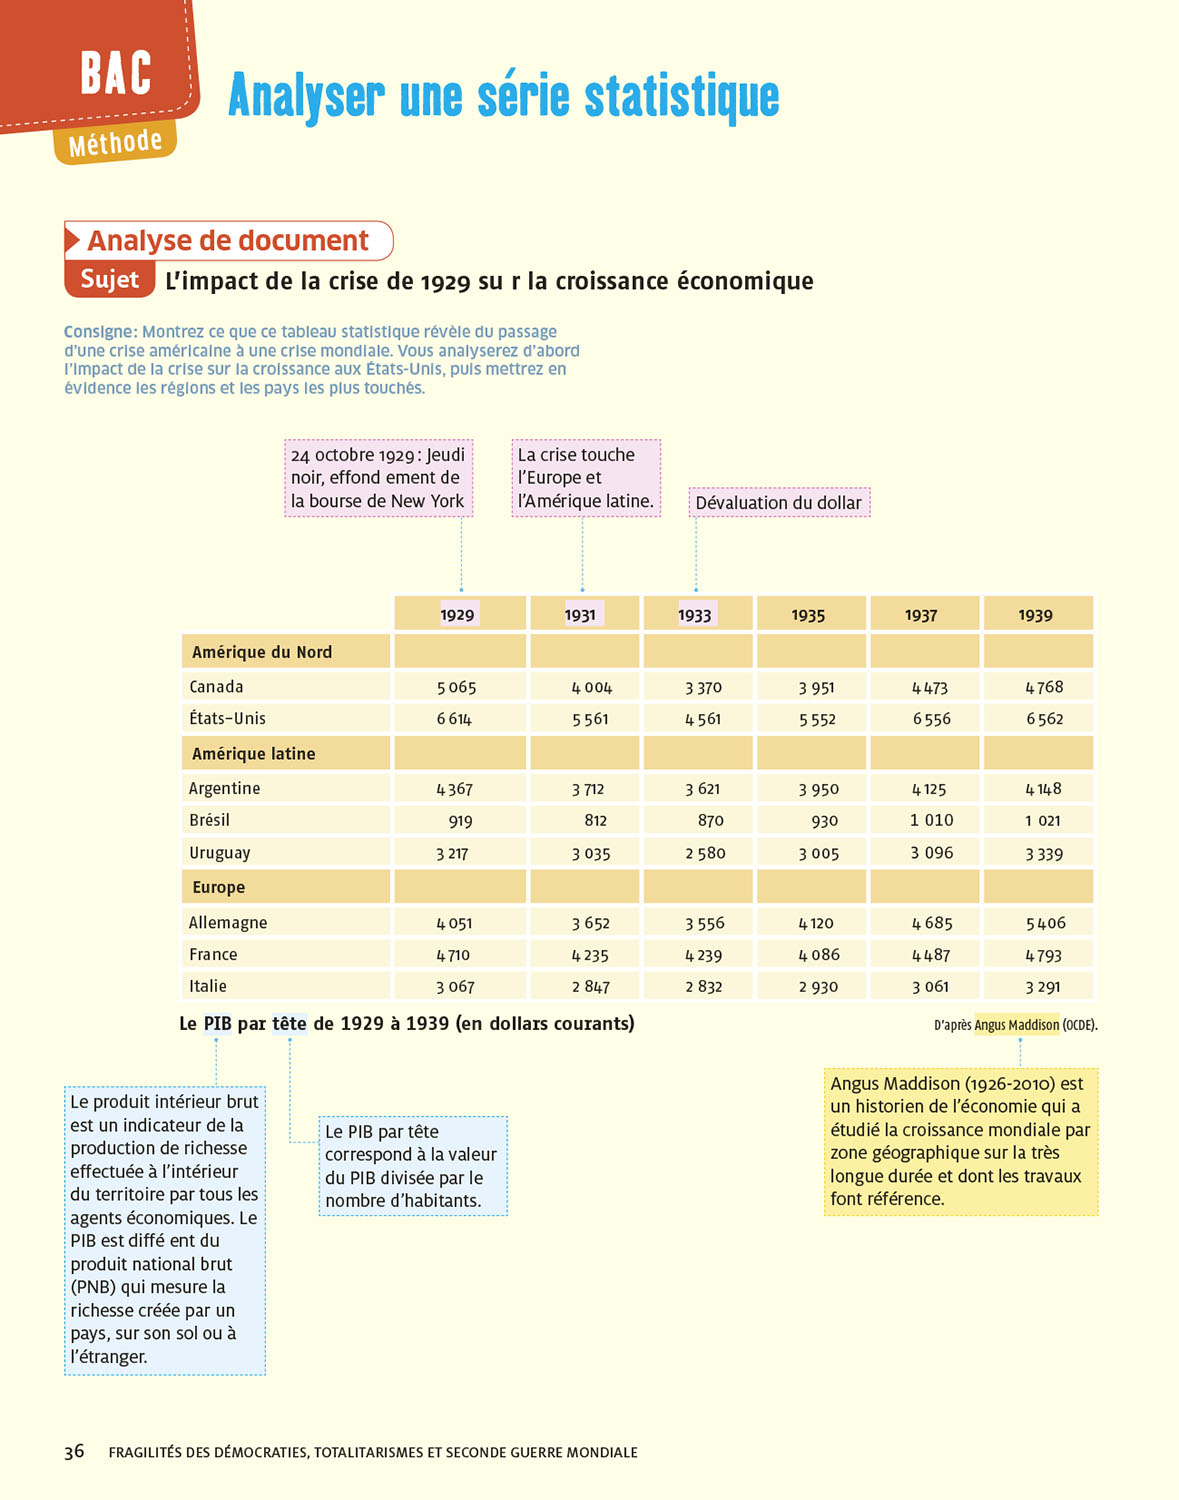 BAC
Méthode
Analyser une série statistique
Analyse de document
Sujet L'impact de la crise de 1929 su r la croissance économique
Consigne : Montrez ce que ce tableau statistique révèle du passage
d'une crise américaine à une crise mondiale. Vous analyserez d'abord
l'impact de la crise sur la croissance aux États-Unis, puis mettrez en
évidence les régions et les pays les plus touchés.
24 octobre 1929 : Jeudi
noir, effond ement de
la bourse de New York
La crise touche
l'Europe et
l'Amérique latine.
Dévaluation du dollar
1929 1931 1933 1935 1937 1939
Amérique du Nord
Canada 5 065 4 004 3 370 3 951 4 473 4 768
États-Unis 6 614 5 561 4 561 5 552 6 556 6 562
Amérique latine
Argentine 4 367 3 712 3 621 3 950 4 125 4 148
Brésil 919 812 870 930 1 010 1 021
Uruguay 3 217 3 035 2 580 3 005 3 096 3 339
Europe
Allemagne 4 051 3 652 3 556 4 120 4 685 5 406
France 4 710 4 235 4 239 4 086 4 487 4 793
Italie 3 067 2 847 2 832 2 930 3 061 3 291
Le PIB par tête de 1929 à 1939 (en dollars courants)
D'après Angus Maddison (OCDE).
Le produit intérieur brut
est un indicateur de la
production de richesse
effectuée à l'intérieur
du territoire par tous les
agents économiques. Le
PIB est diffé ent du
produit national brut
(PNB) qui mesure la
richesse créée par un
pays, sur son sol ou à
l'étranger.
Le PIB par tête
correspond à la valeur
du PIB divisée par le
nombre d'habitants.
Angus Maddison (1926-2010) est
un historien de l'économie qui a
étudié la croissance mondiale par
zone géographique sur la très
longue durée et dont les travaux
font référence.
36 FRAGILITÉS DES DÉMOCRATIES, TOTALITARISMES ET SECONDE GUERRE MONDIALE